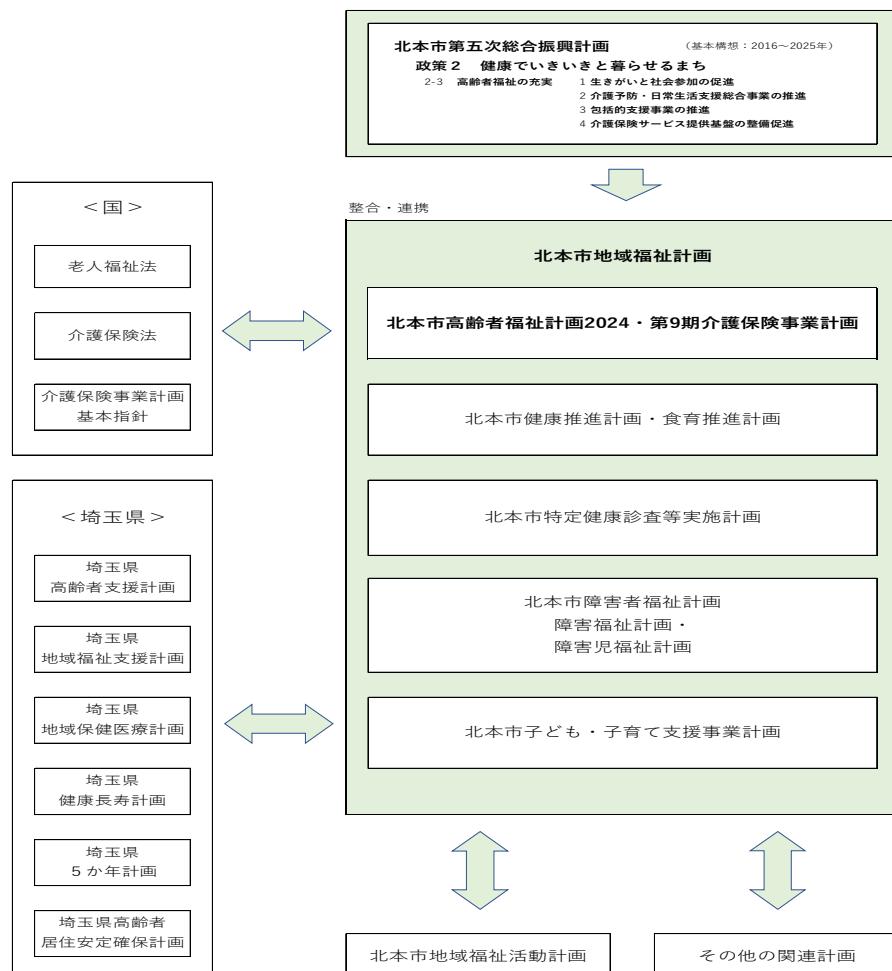 北本市第五次総合振興計画 （基本構想：2016～2025年）
政策２ 健康でいきいきと暮らせるまち
2-3 高齢者福祉の充実 1 生きがいと社会参加の促進
2 介護予防・日常生活支援総合事業の推進
3 包括的支援事業の推進
4 介護保険サービス提供基盤の整備促進
＜国＞
老人福祉法
介護保険法
介護保険事業計画
基本指針
＜埼玉県＞
埼玉県
高齢者支援計画
埼玉県
地域福祉支援計画
埼玉県
地域保健医療計画
埼玉県
健康長寿計画
埼玉県
５か年計画
埼玉県高齢者
居住安定確保計画
整合・連携
北本市地域福祉計画
北本市高齢者福祉計画2024・第9期介護保険事業計画
北本市健康推進計画・食育推進計画
北本市特定健康診査等実施計画
北本市障害者福祉計画
障害福祉計画・
障害児福祉計画
北本市子ども・子育て支援事業計画
北本市地域福祉活動計画
その他の関連計画